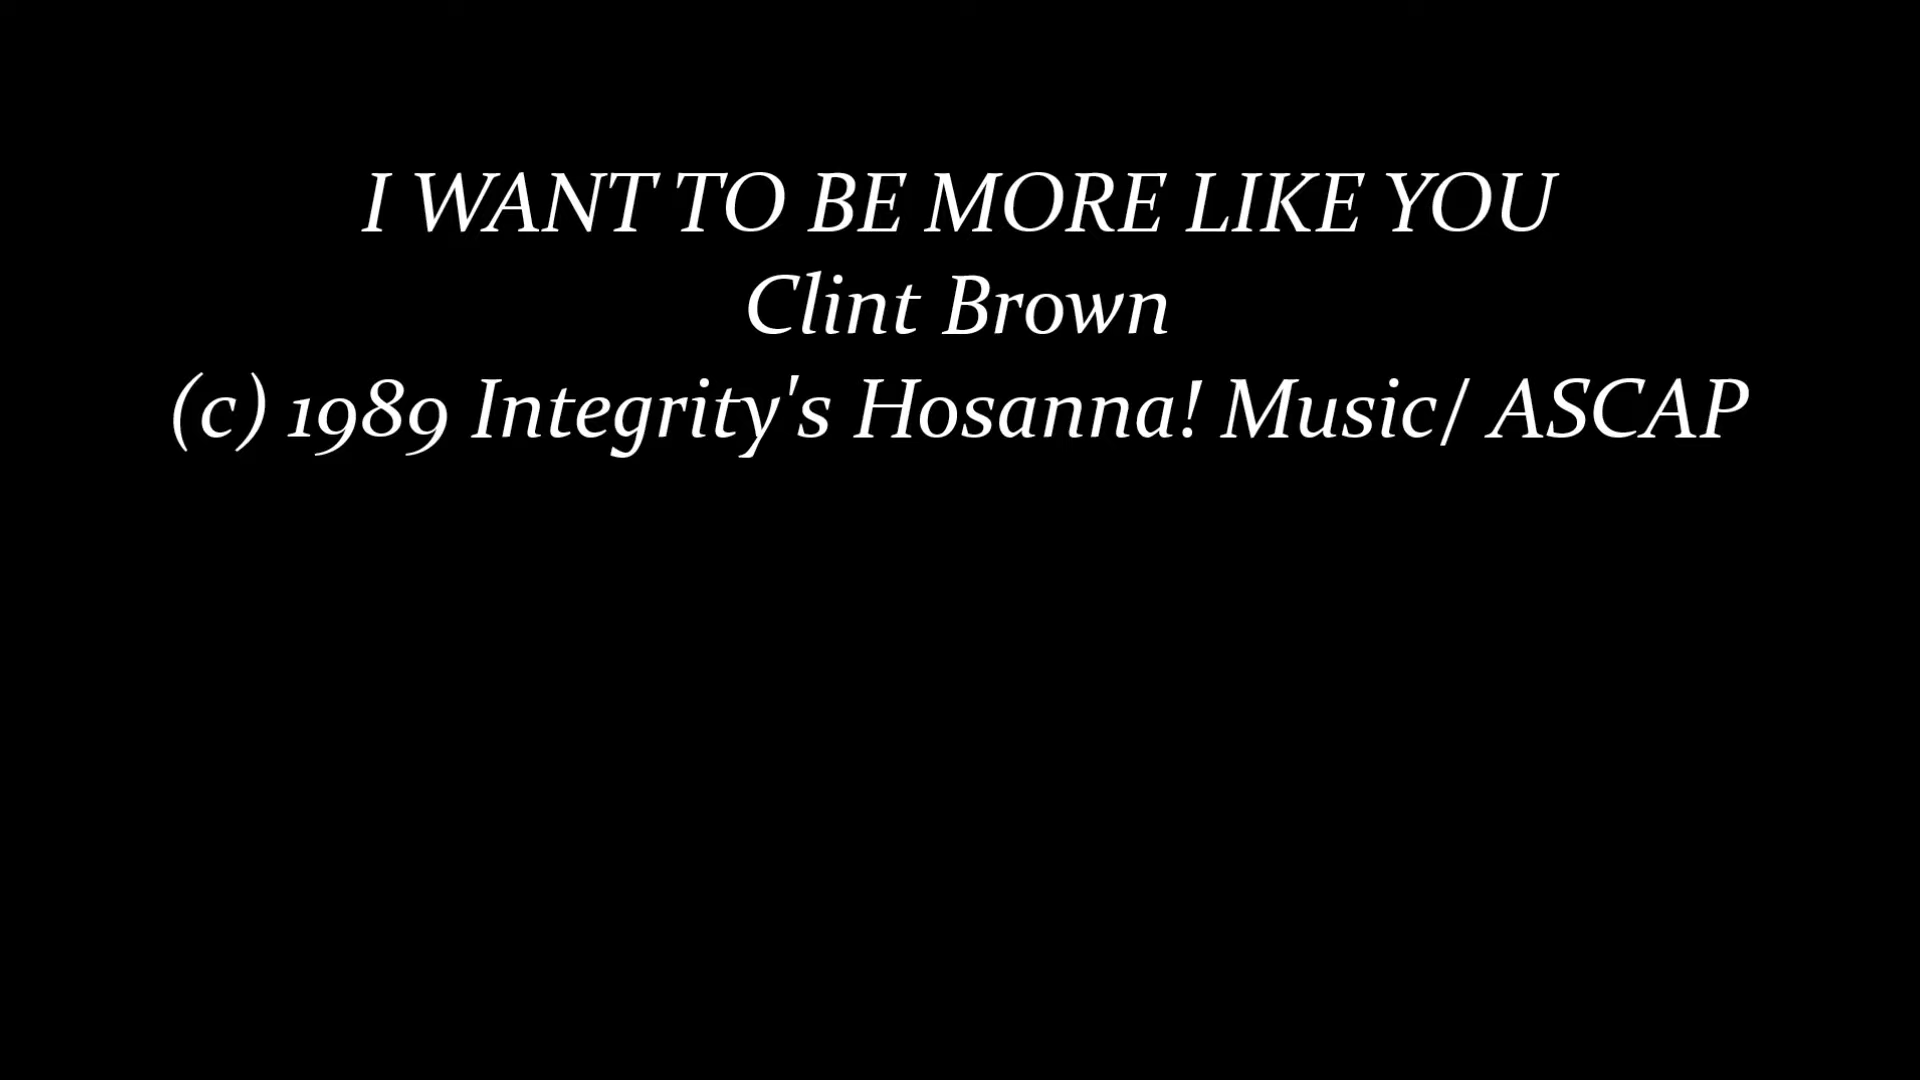 I WANT TO BE MORE LIKE YOU
Clint Brown
(c) 1989 Integrity's Hosanna! Music/ ASCAP